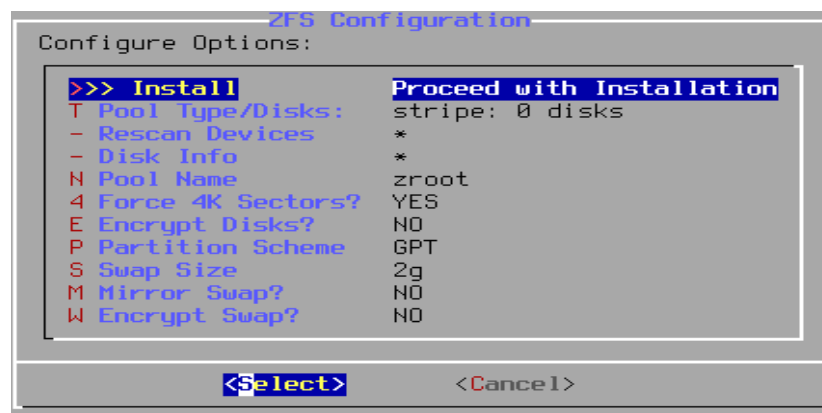 ZFS Configuration
Configure Options:
>>> Install Proceed with Installation
T Pool Type/Disks: stripe: 0 disks
- Rescan Devices *
- Disk Info *
N Pool Name zroot
4 Force 4K Sectors? YES
E Encrypt Disks? NO
P Partition Scheme GPT
S Swap Size 2g
M Mirror Swap? NO
W Encrypt Swap? NO
<Select> <Cancel>